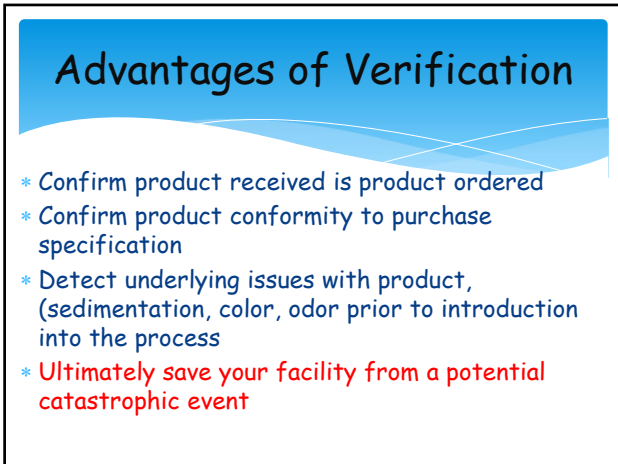 Advantages of Verification
* Confirm product received is product ordered
* Confirm product conformity to purchase
specification
* Detect underlying issues with product,
(sedimentation, color, odor prior to introduction
into the process
* Ultimately save your facility from a potential
catastrophic event